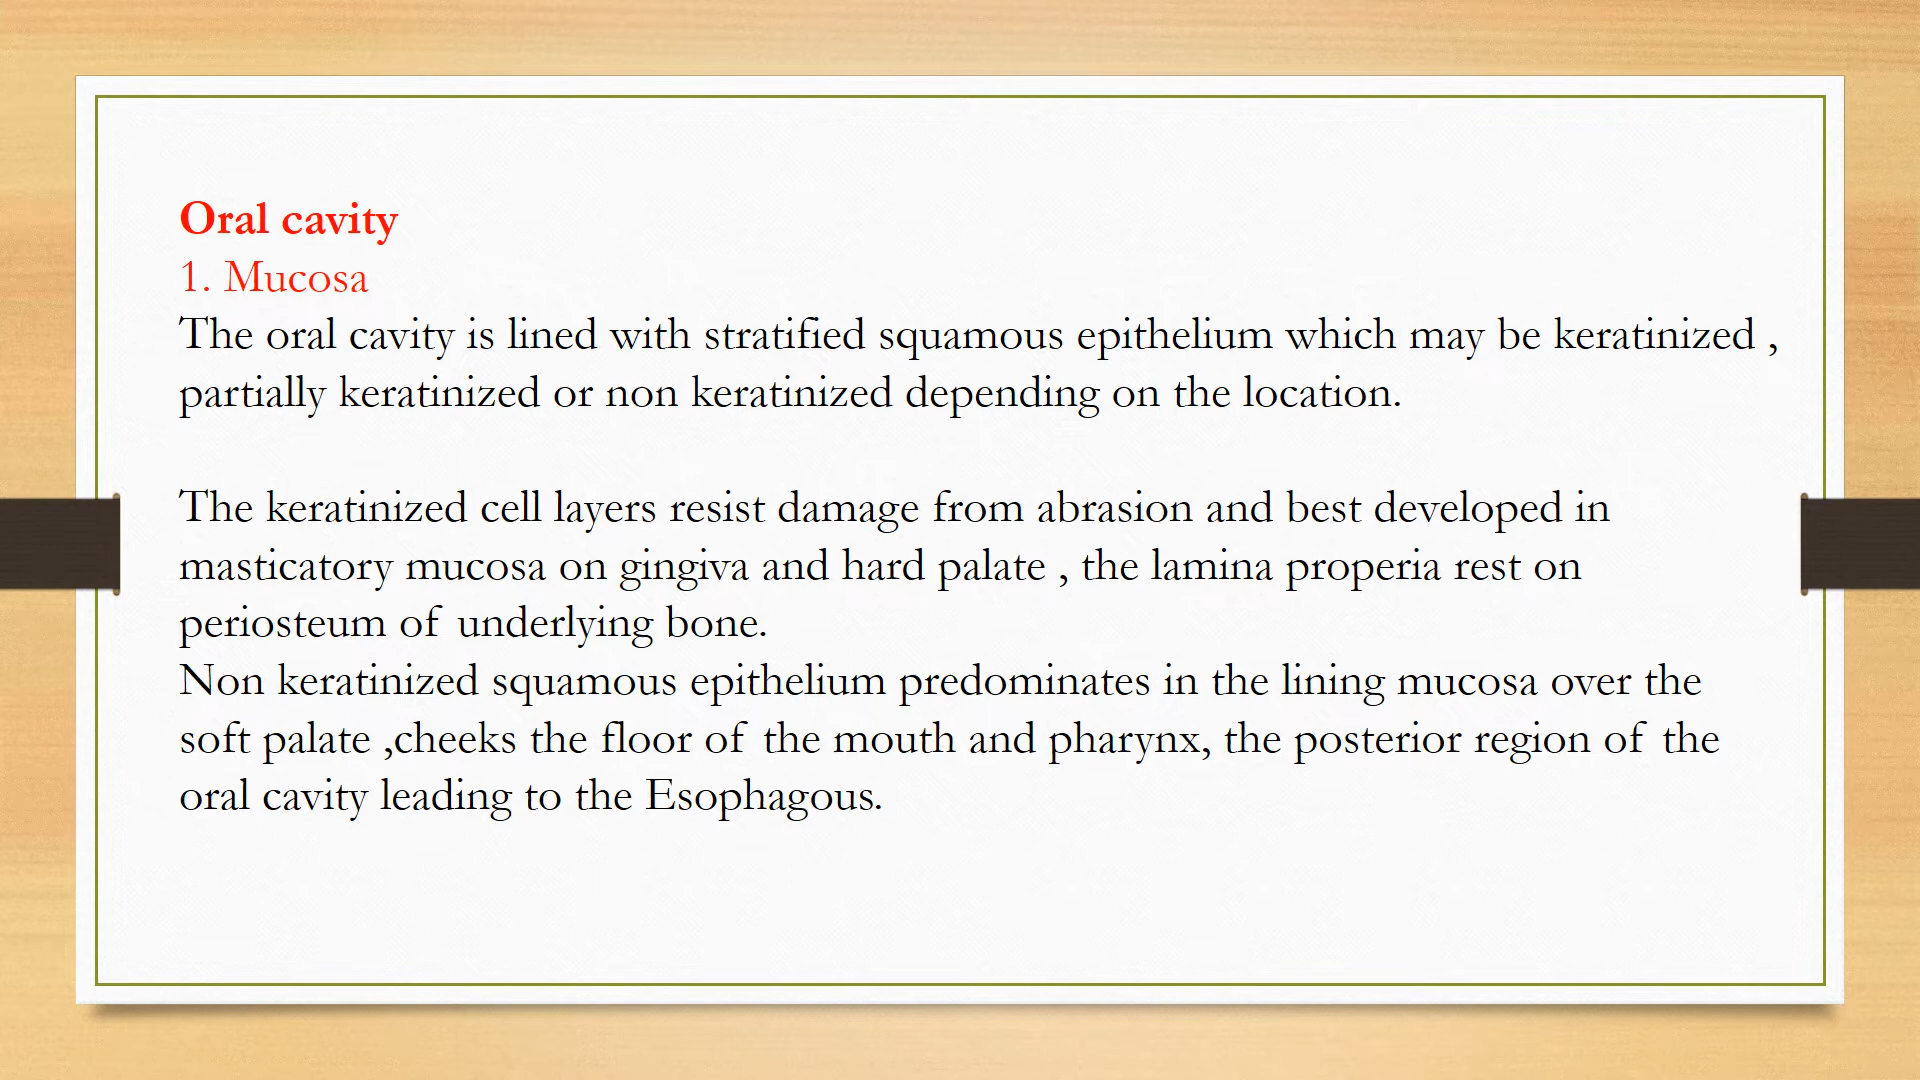 Oral cavity
1. Mucosa
The oral cavity is lined with stratified squamous epithelium which may be keratinized ,
partially keratinized or non keratinized depending on the location.
The keratinized cell layers resist damage from abrasion and best developed in
masticatory mucosa on gingiva and hard palate , the lamina properia rest on
periosteum of underlying bone.
Non keratinized squamous epithelium predominates in the lining mucosa over the
soft palate ,cheeks the floor of the mouth and pharynx, the posterior region of the
oral cavity leading to the Esophagous.